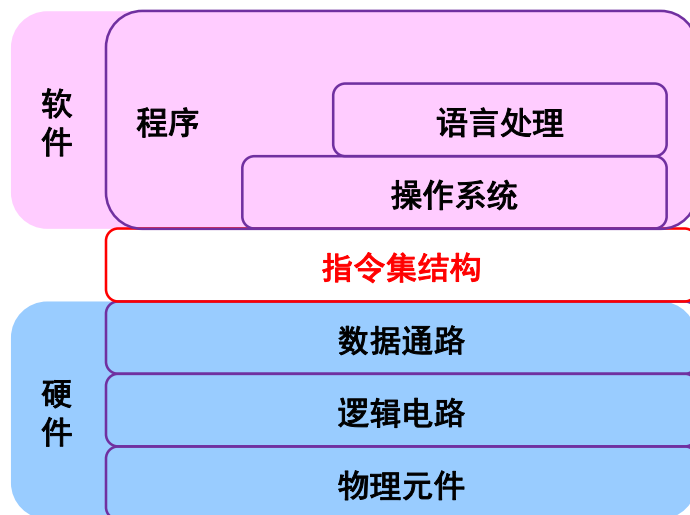 软件
程序
语言处理
操作系统
指令集结构
硬件
数据通路
逻辑电路
物理元件